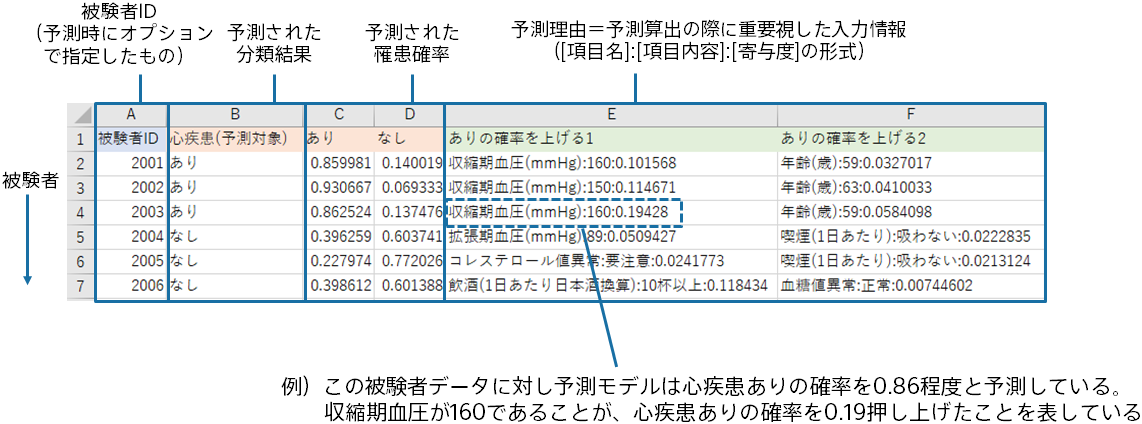 被験者ID
(予測時にオプション
で指定したもの)
予測された
分類結果
予測された
罹患確率
予測理由＝予測算出の際に重要視した入力情報
([項目名]:[項目内容]:[寄与度]の形式)
A B C D E F
1 被験者ID 心疾患(予測対象) あり なし ありの確率を上げる1 ありの確率を上げる2
2 2001 あり 0.859981 0.140019 収縮期血圧(mmHg):160:0.101568 年齢(歳):59:0.0327017
3 2002 あり 0.930667 0.069333 収縮期血圧(mmHg):150:0.114671 年齢(歳):63:0.0410033
4 2003 あり 0.862524 0.137476 収縮期血圧(mmHg):160:0.19428 年齢(歳):59:0.0584098
5 2004 なし 0.396259 0.603741 拡張期血圧(mmHg):89:0.0509427 喫煙(1日あたり):吸わない:0.0222835
6 2005 なし 0.227974 0.772026 コレステロール値異常:要注意:0.0241773 喫煙(1日あたり):吸わない:0.0213124
7 2006 なし 0.398612 0.601388 飲酒(1日あたり日本酒換算):10杯以上:0.118434 血糖値異常:正常:0.00744602
被験者
例）この被験者データに対し予測モデルは心疾患ありの確率を0.86程度と予測している。
収縮期血圧が160であることが、心疾患ありの確率を0.19押し上げたことを表している